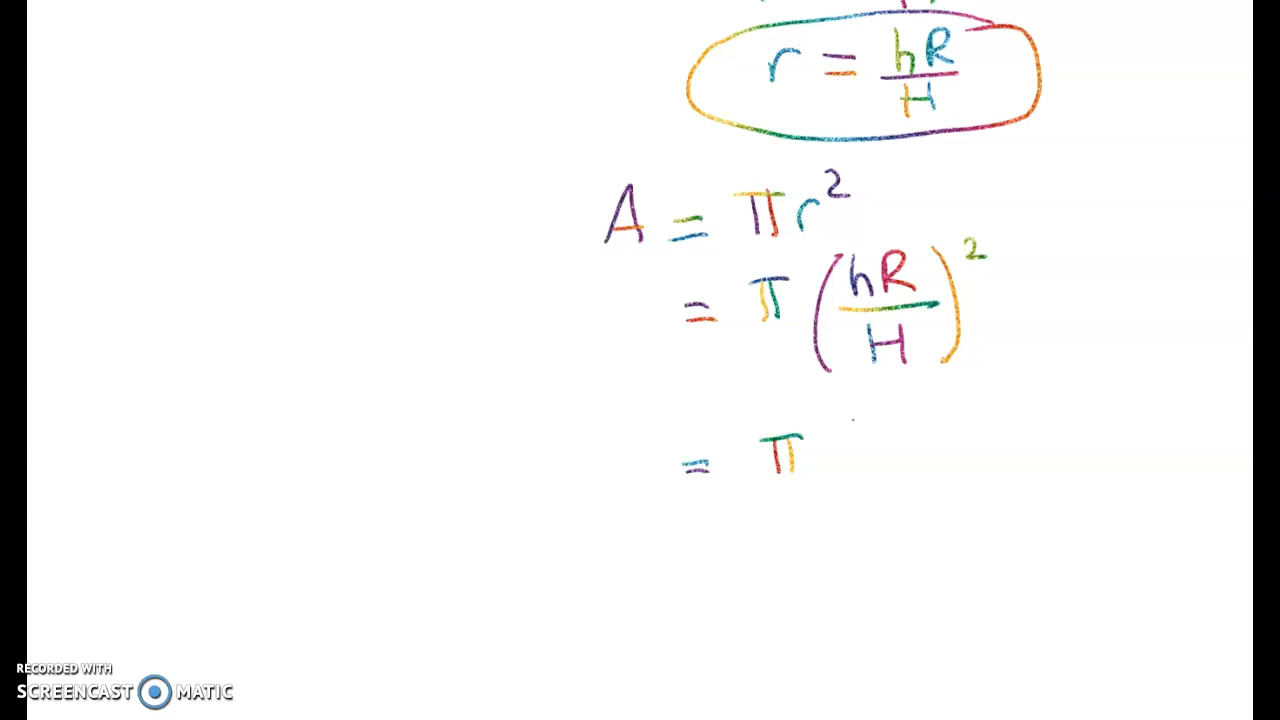 r = hR/H
A = πr²
= π(hR/H)²
= π
RECORDED WITH
SCREENCAST MATIC